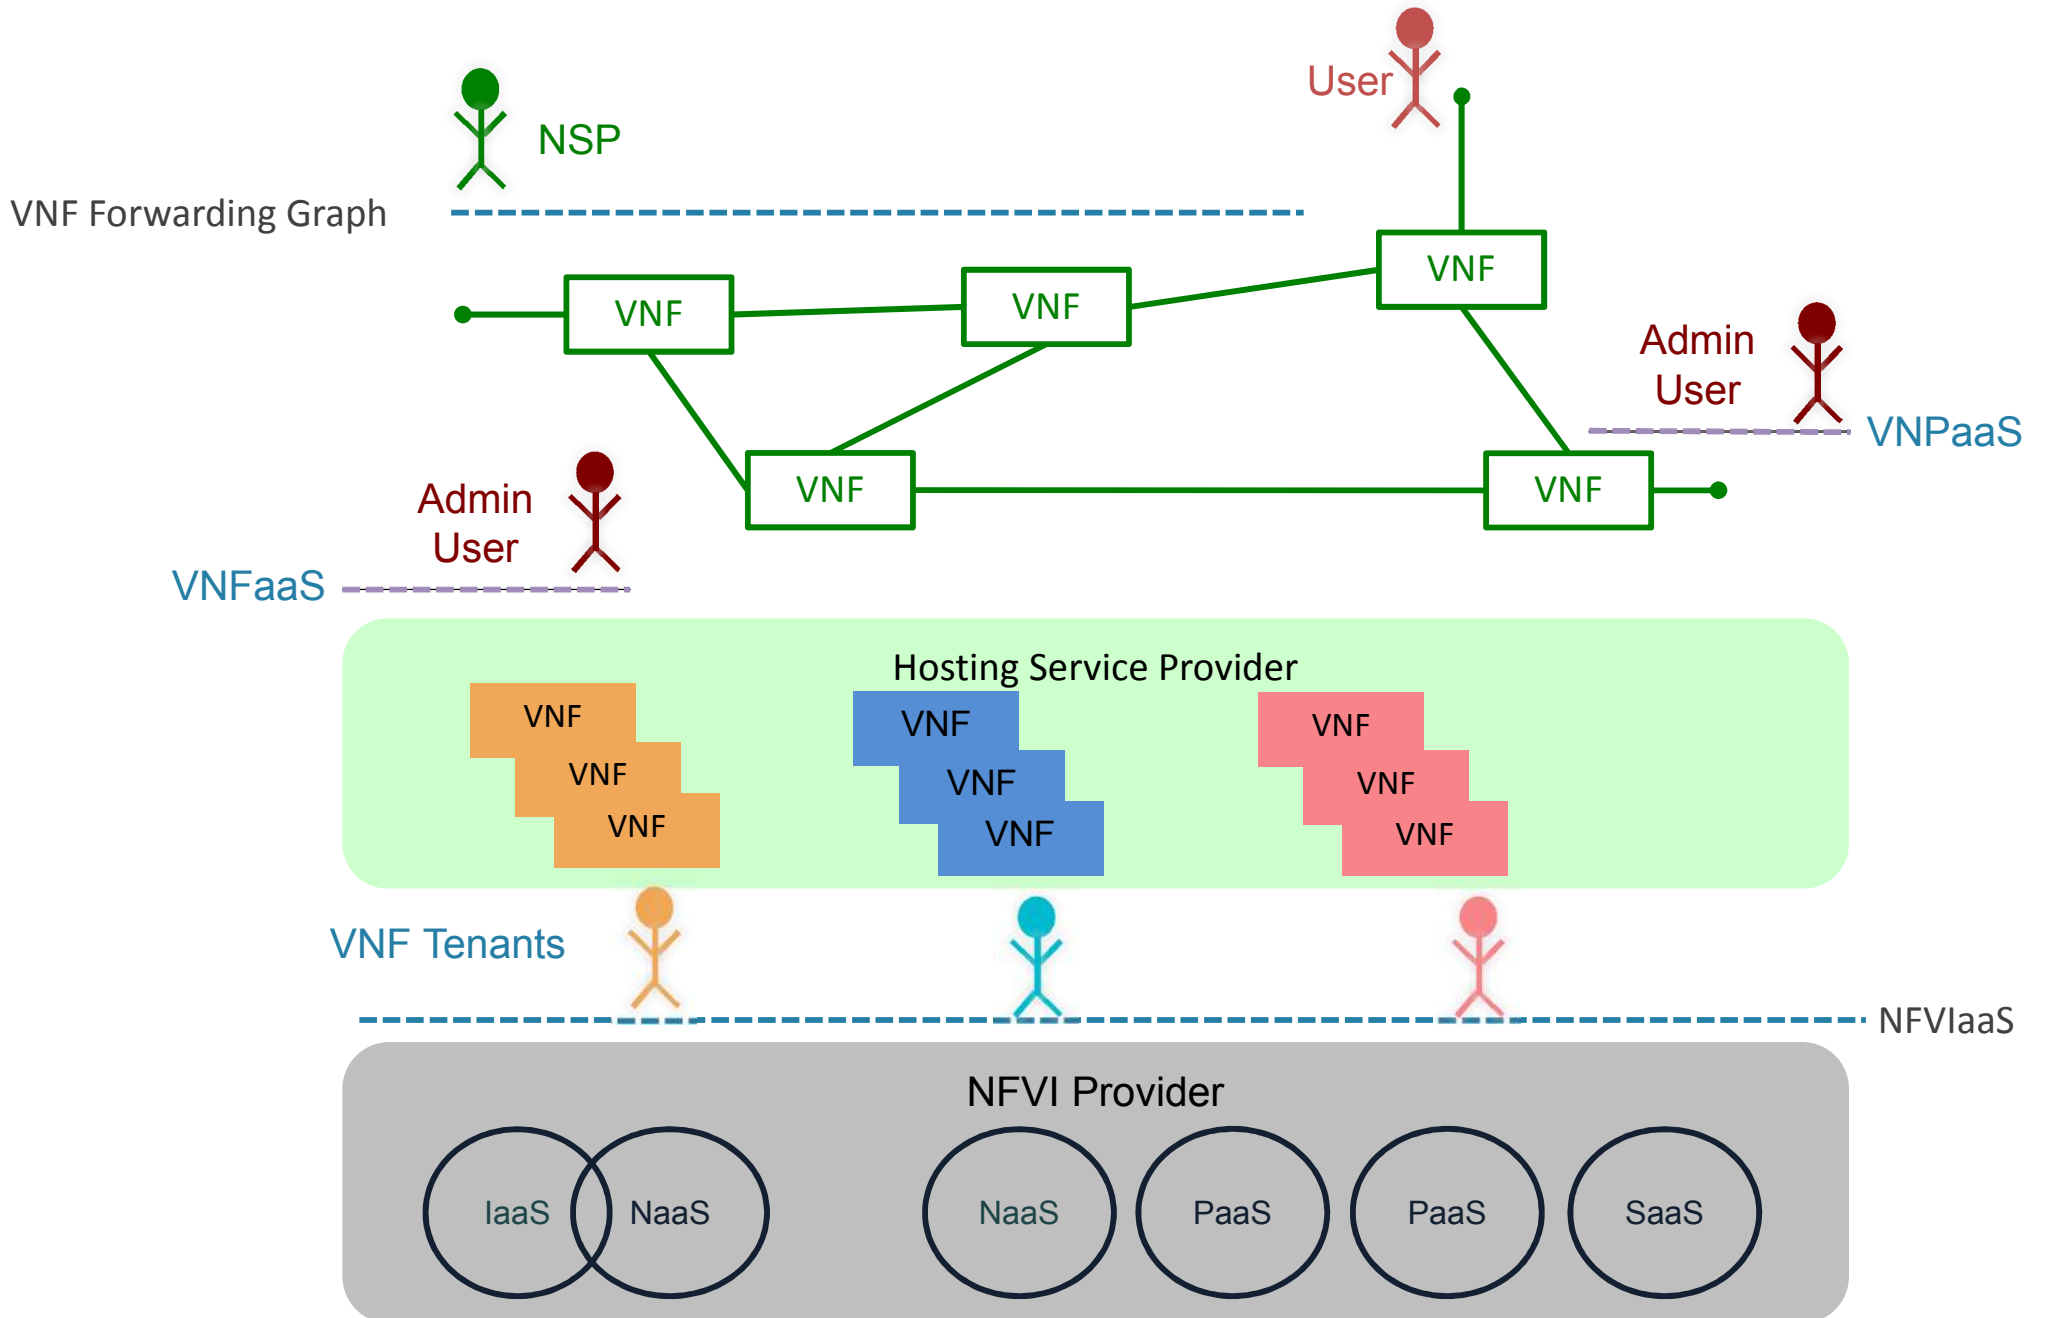 User
NSP
VNF Forwarding Graph
VNF
VNF
VNF
Admin
User
VNPaaS
VNF
VNF
Admin
User
VNFaaS
Hosting Service Provider
VNF
VNF
VNF
VNF
VNF
VNF
VNF
VNF
VNF
VNF Tenants
NFVIaaS
NFVI Provider
IaaS
NaaS
NaaS
PaaS
PaaS
SaaS